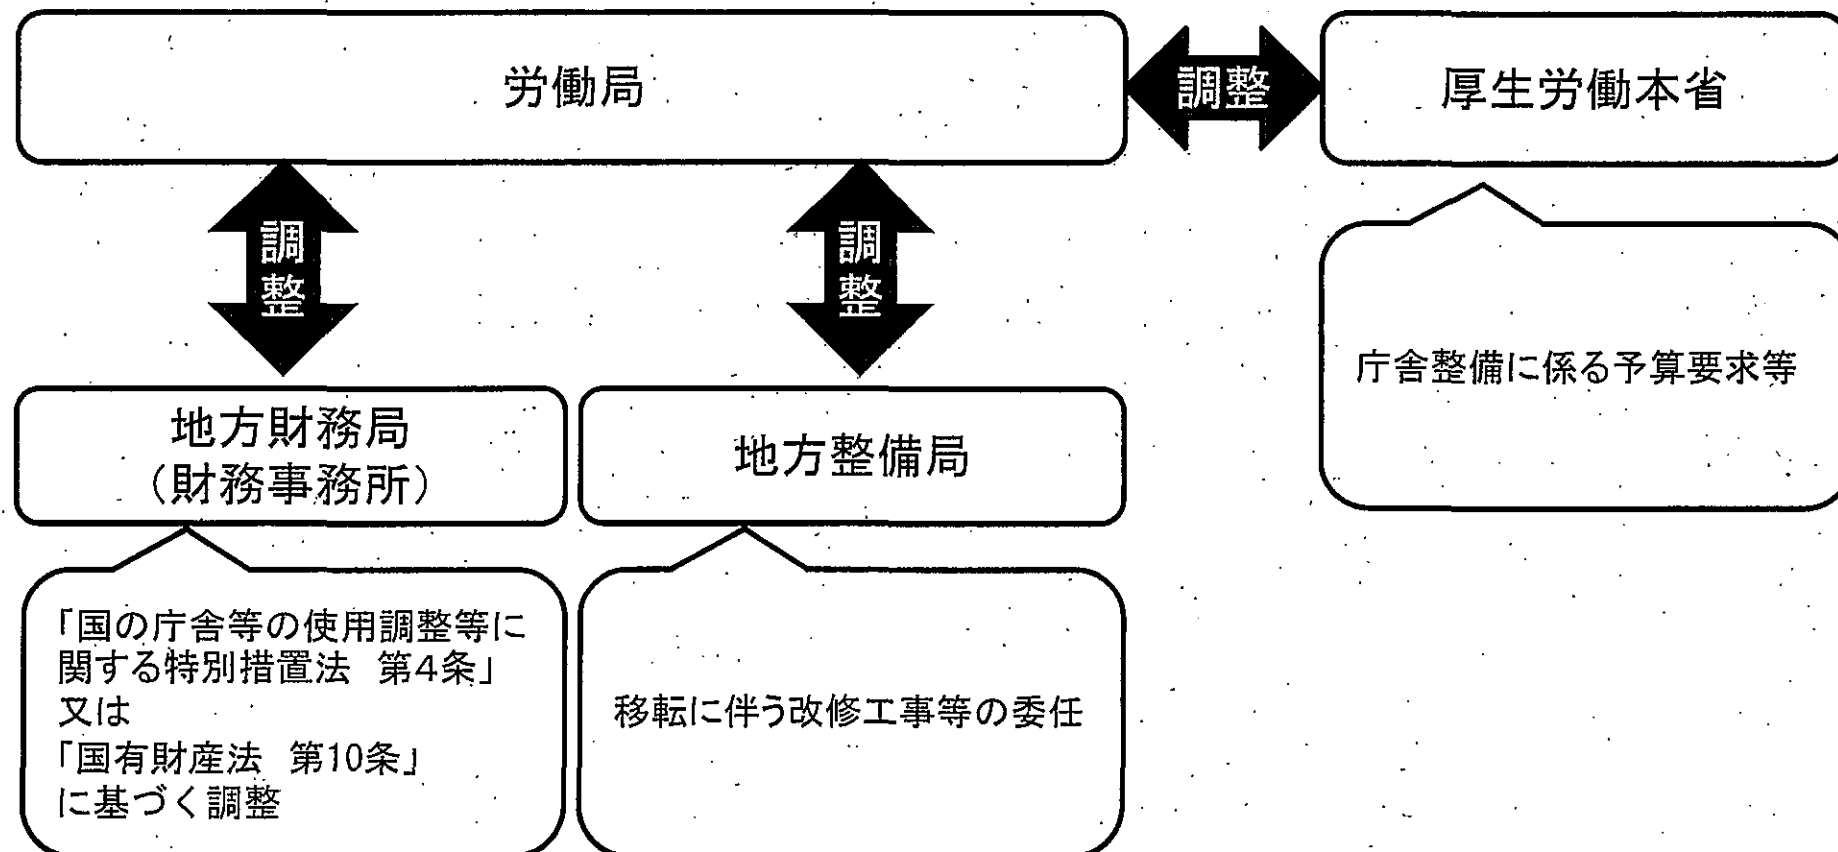 労働局
調整
厚生労働本省
調
整
調
整
庁舎整備に係る予算要求等
地方財務局
（財務事務所）
地方整備局
「国の庁舎等の使用調整等に
関する特別措置法　第4条」
又は
「国有財産法　第10条」
に基づく調整
移転に伴う改修工事等の委任